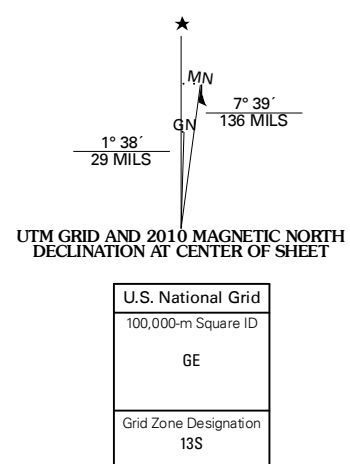 ★
MN
GN
7° 39´
136 MILS
1° 38´
29 MILS
UTM GRID AND 2010 MAGNETIC NORTH
DECLINATION AT CENTER OF SHEET
U.S. National Grid
100,000-m Square ID
GE
Grid Zone Designation
13S